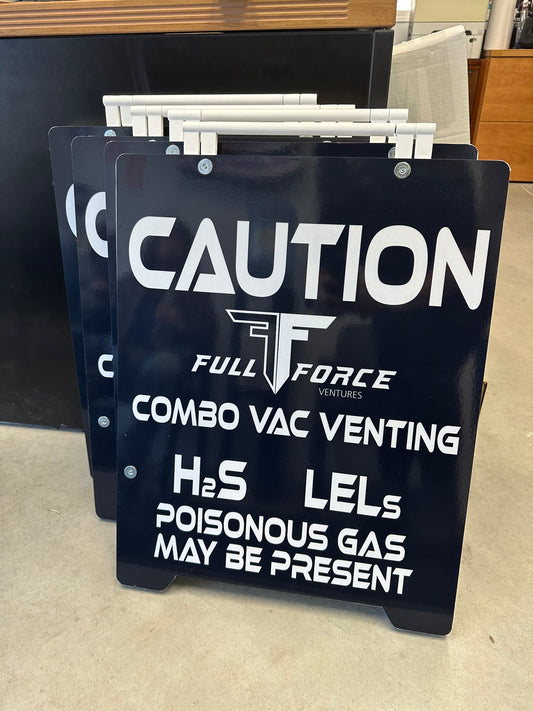 CAUTION
FULL FORCE
VENTURES
COMBO VAC VENTING
H₂S LELs
POISONOUS GAS
MAY BE PRESENT